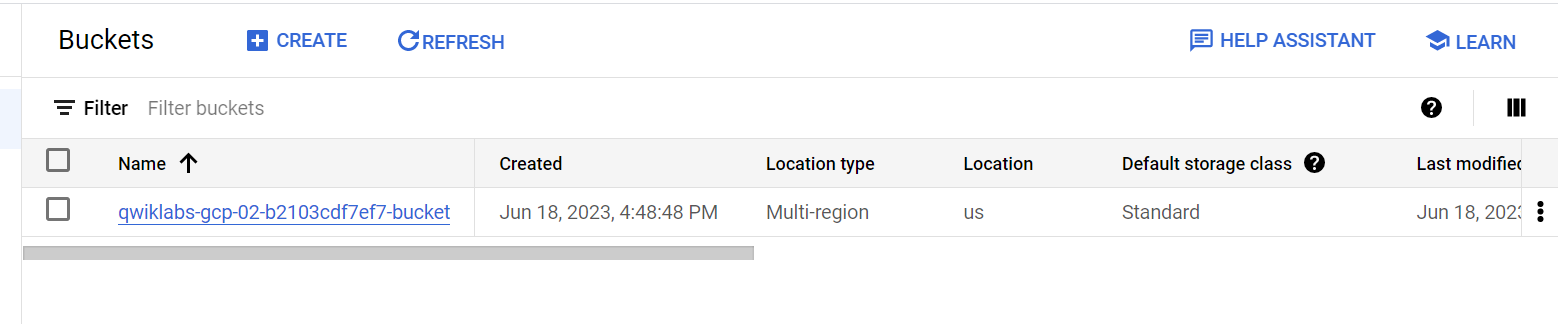 Buckets CREATE REFRESH HELP ASSISTANT LEARN
Filter Filter buckets
Name Created Location type Location Default storage class Last modified
qwiklabs-gcp-02-b2103cdf7ef7-bucket Jun 18, 2023, 4:48:48 PM Multi-region us Standard Jun 18, 2023